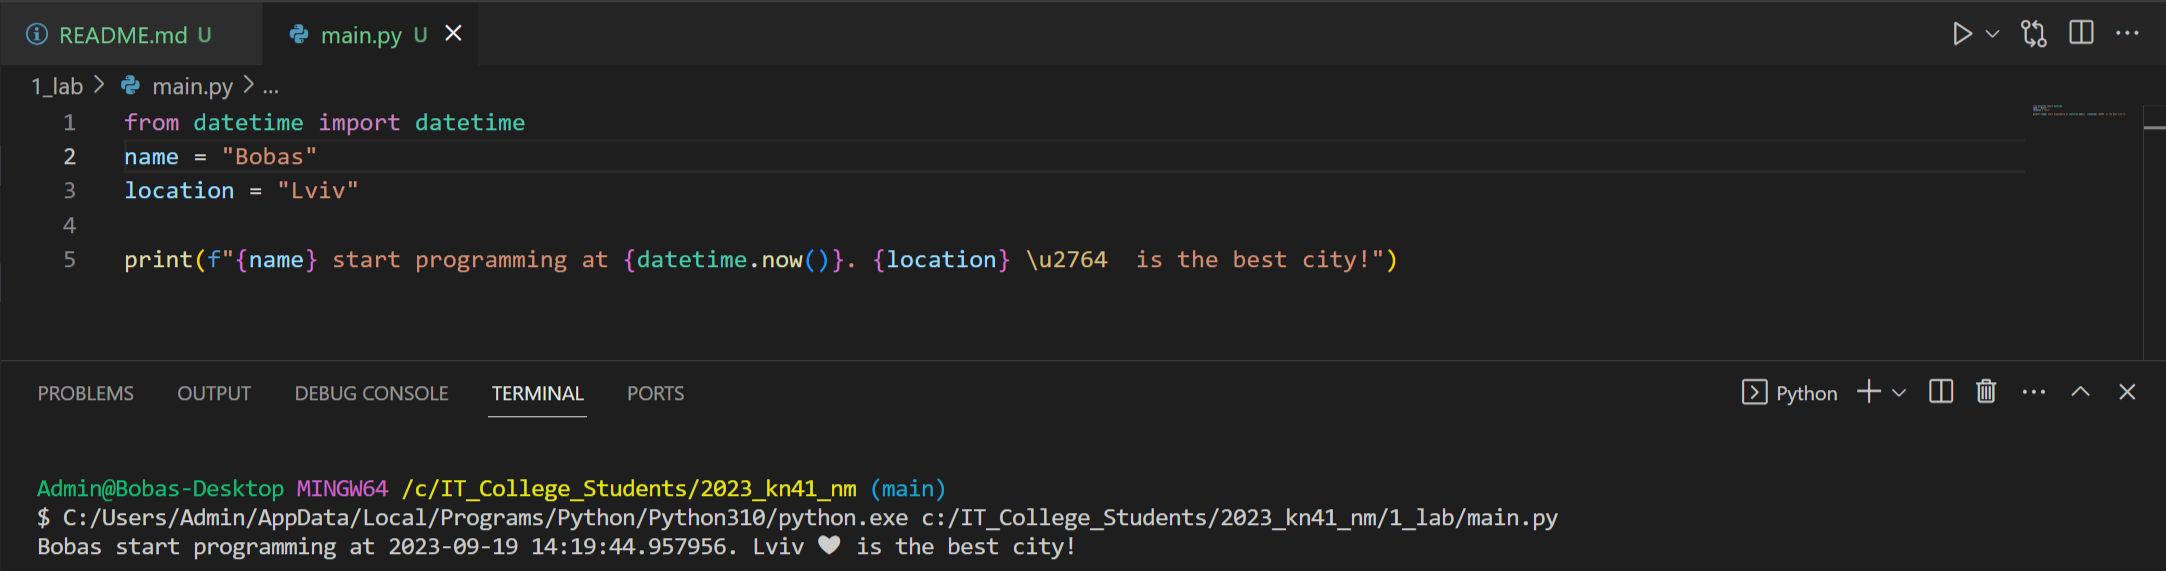 README.md U main.py U
1_lab > main.py > ...
1 from datetime import datetime
2 name = "Bobas"
3 location = "Lviv"
4
5 print(f"{name} start programming at {datetime.now()}. {location} \u2764  is the best city!")
PROBLEMS OUTPUT DEBUG CONSOLE TERMINAL PORTS Python
Admin@Bobas-Desktop MINGW64 /c/IT_College_Students/2023_kn41_nm (main)
$ C:/Users/Admin/AppData/Local/Programs/Python/Python310/python.exe c:/IT_College_Students/2023_kn41_nm/1_lab/main.py
Bobas start programming at 2023-09-19 14:19:44.957956. Lviv ❤ is the best city!